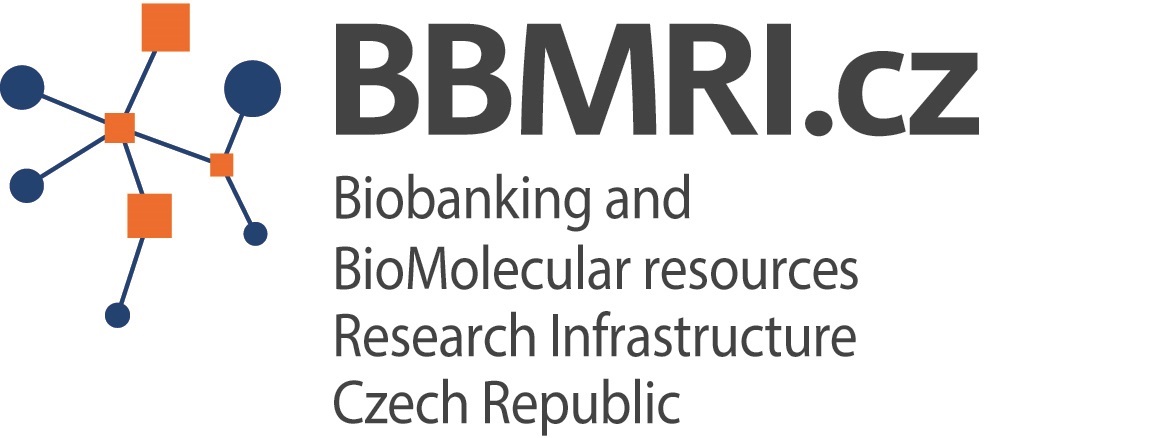 BBMRI.cz
Biobanking and
BioMolecular resources
Research Infrastructure
Czech Republic